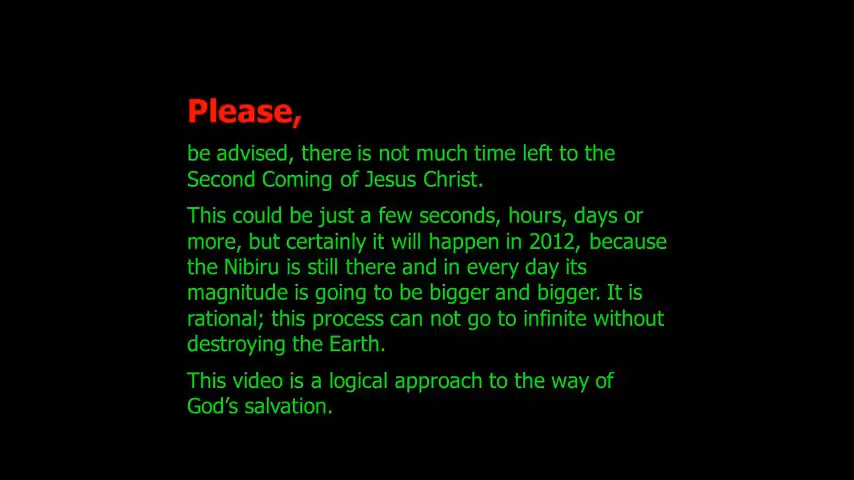 Please,
be advised, there is not much time left to the
Second Coming of Jesus Christ.
This could be just a few seconds, hours, days or
more, but certainly it will happen in 2012, because
the Nibiru is still there and in every day its
magnitude is going to be bigger and bigger. It is
rational; this process can not go to infinite without
destroying the Earth.
This video is a logical approach to the way of
God’s salvation.